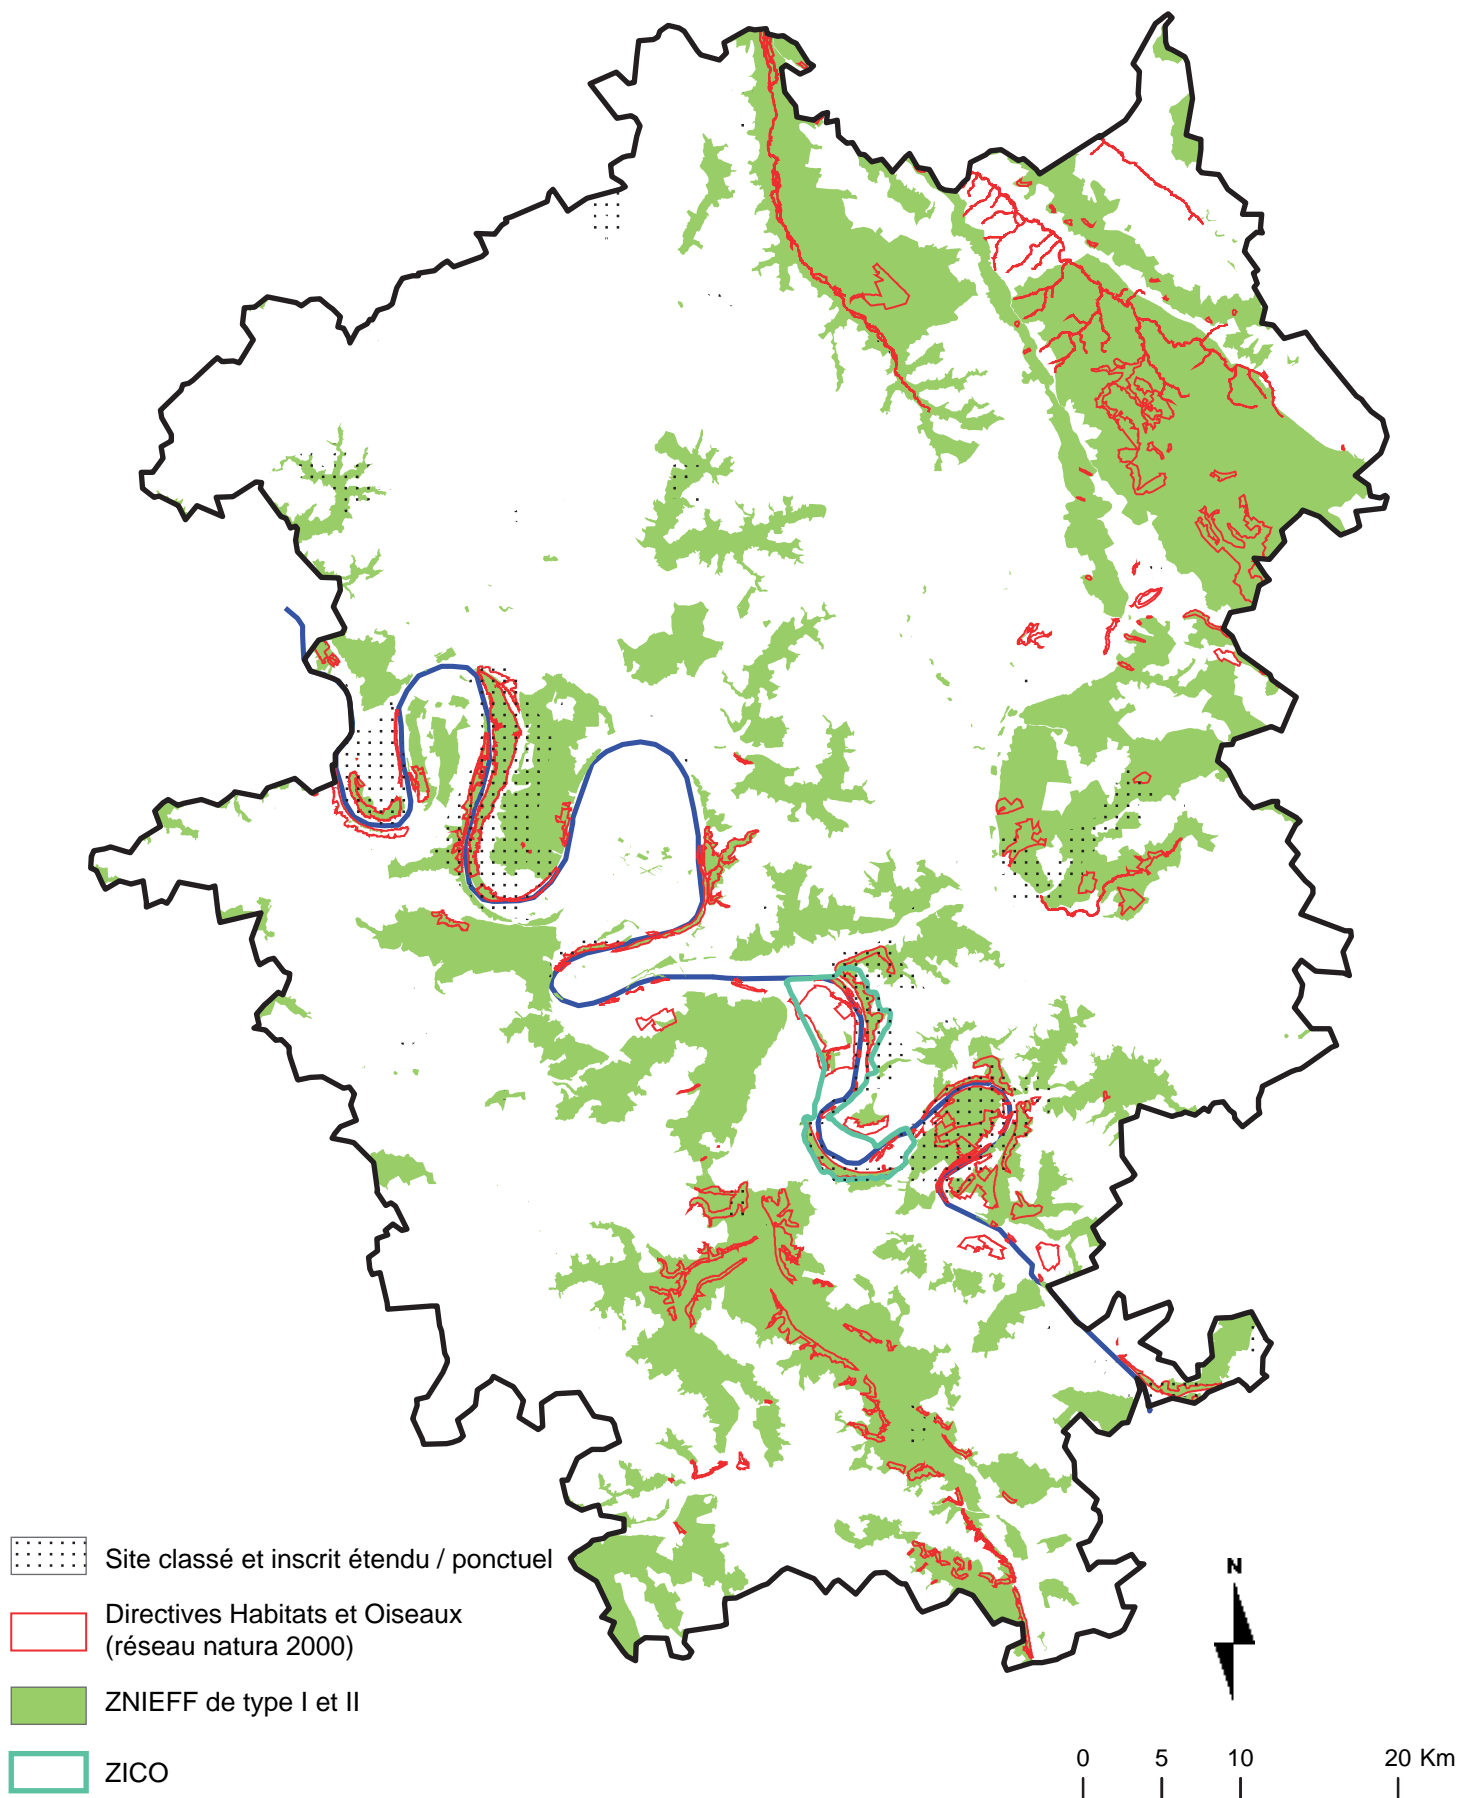 Site classé et inscrit étendu / ponctuel
Directives Habitats et Oiseaux
(réseau natura 2000)
ZNIEFF de type I et II
ZICO
N
0 5 10 20 Km